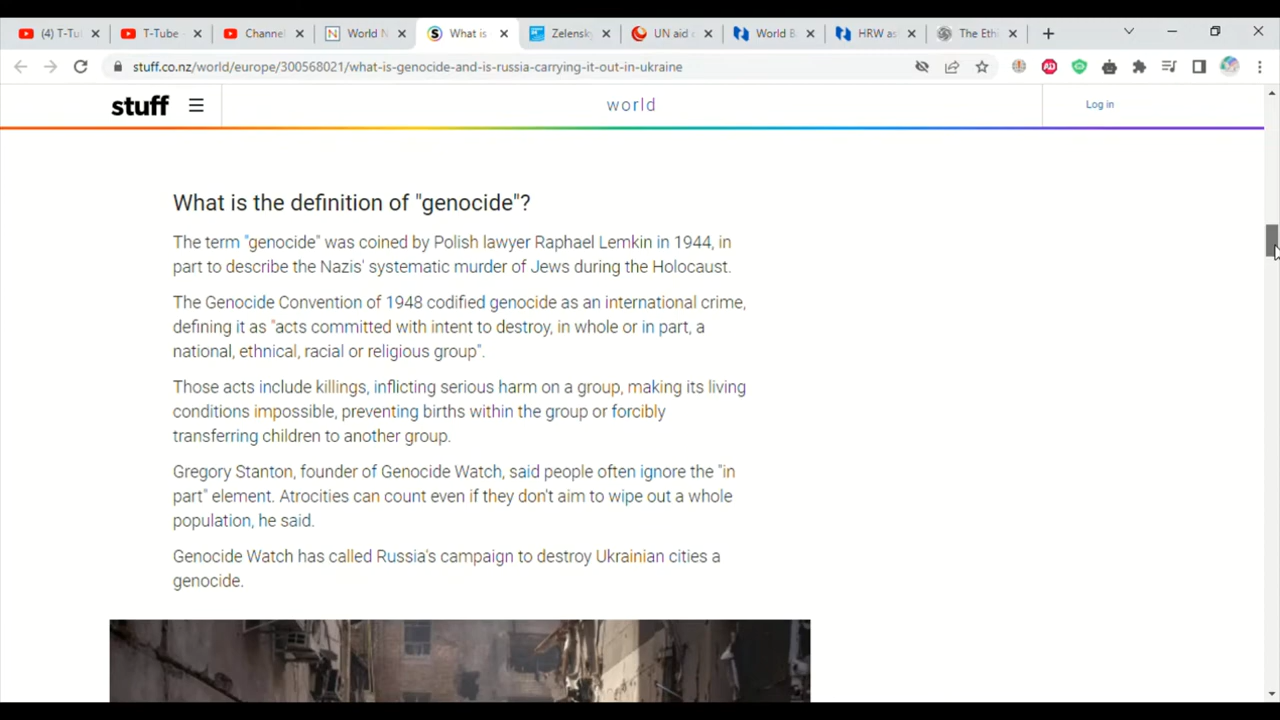 (4) T-Tu
T-Tube -
Channel
World N
What is
Zelensky
UN aid c
World B
HRW as
The Ethi
stuff.co.nz/world/europe/300568021/what-is-genocide-and-is-russia-carrying-it-out-in-ukraine
stuff
world
Log in
What is the definition of "genocide"?
The term "genocide" was coined by Polish lawyer Raphael Lemkin in 1944, in
part to describe the Nazis' systematic murder of Jews during the Holocaust.
The Genocide Convention of 1948 codified genocide as an international crime,
defining it as "acts committed with intent to destroy, in whole or in part, a
national, ethnical, racial or religious group".
Those acts include killings, inflicting serious harm on a group, making its living
conditions impossible, preventing births within the group or forcibly
transferring children to another group.
Gregory Stanton, founder of Genocide Watch, said people often ignore the "in
part" element. Atrocities can count even if they don't aim to wipe out a whole
population, he said.
Genocide Watch has called Russia's campaign to destroy Ukrainian cities a
genocide.